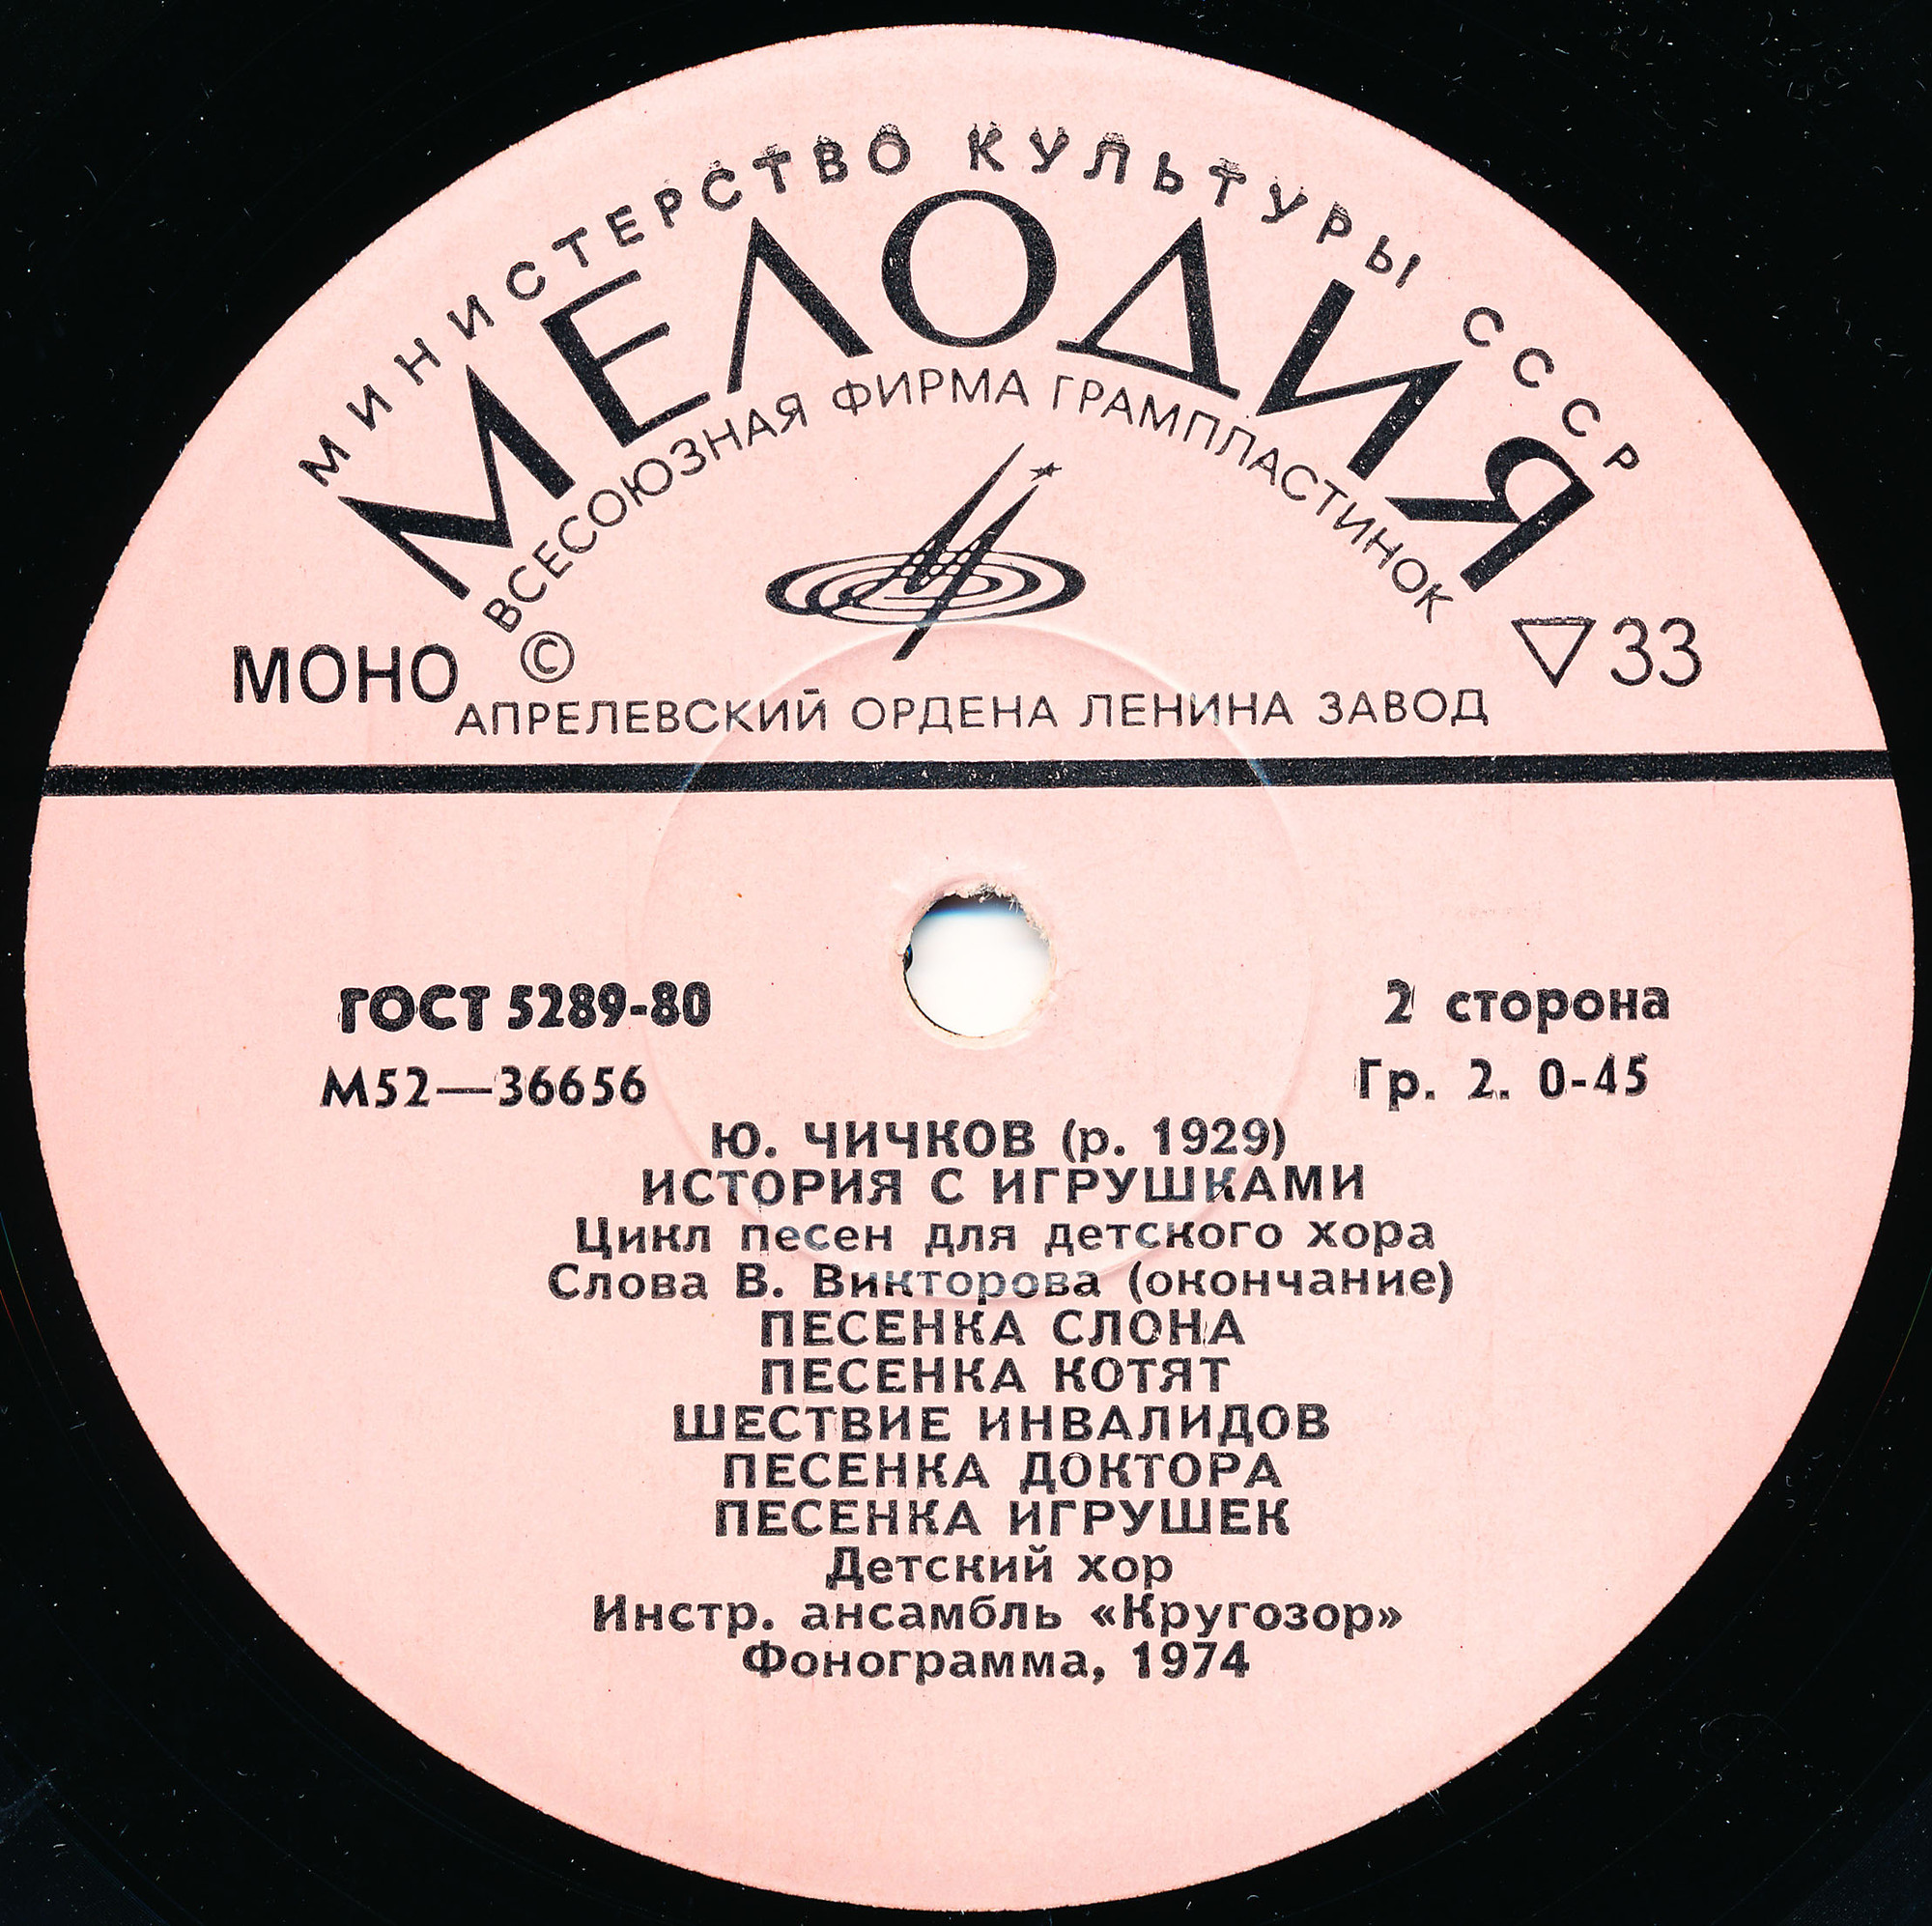 МИНИСТЕРСТВО КУЛЬТУРЫ СССР
МЕЛОДИЯ
ВСЕСОЮЗНАЯ ФИРМА ГРАМПЛАСТИНОК
МОНО © ▽33
АПРЕЛЕВСКИЙ ОРДЕНА ЛЕНИНА ЗАВОД
ГОСТ 5289-80 2 сторона
М52—36656 Гр. 2. 0-45
Ю. ЧИЧКОВ (р. 1929)
ИСТОРИЯ С ИГРУШКАМИ
Цикл песен для детского хора
Слова В. Викторова (окончание)
ПЕСЕНКА СЛОНА
ПЕСЕНКА КОТЯТ
ШЕСТВИЕ ИНВАЛИДОВ
ПЕСЕНКА ДОКТОРА
ПЕСЕНКА ИГРУШЕК
Детский хор
Инстр. ансамбль «Кругозор»
Фонограмма, 1974